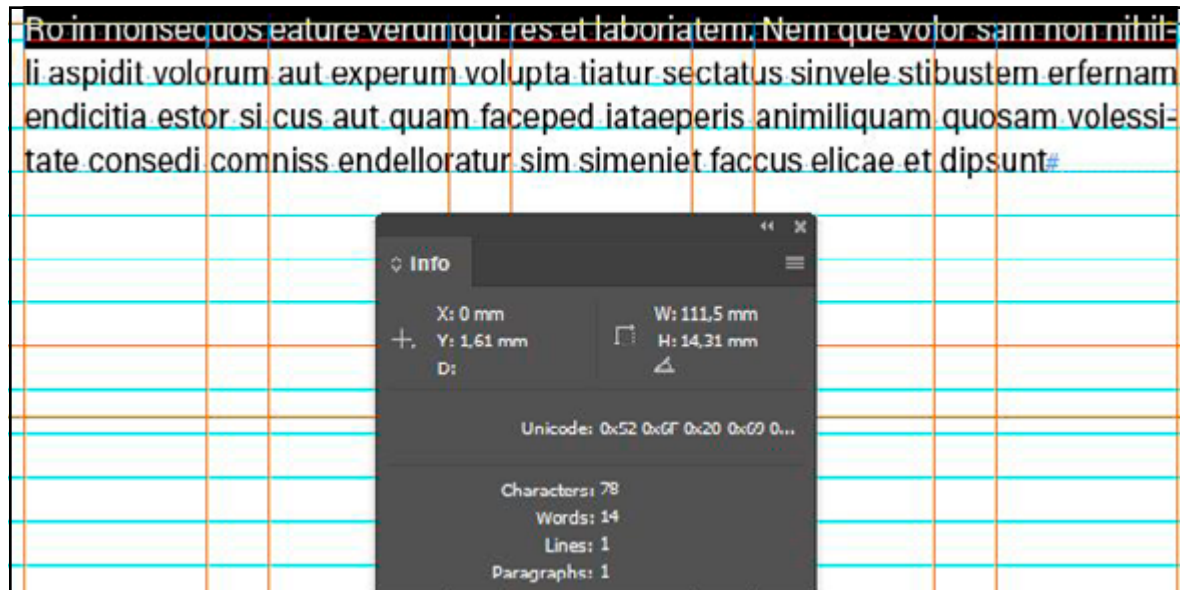 Ro in nonsequos eature verum qui res et laboriatem. Nem que volor sam non nihil-
li aspidit volorum aut experum volupta tiatur sectatus sinvele stibustem erfernam
endicitia estor si cus aut quam faceped iataeperis animiliquam quosam volessi-
tate consedi comniss endelloratur sim simeniet faccus elicae et dipsunt#
Info
X: 0 mm
Y: 1,61 mm
D:
W: 111,5 mm
H: 14,31 mm
Unicode: 0x52 0x6F 0x20 0x69 0...
Characters: 78
Words: 14
Lines: 1
Paragraphs: 1